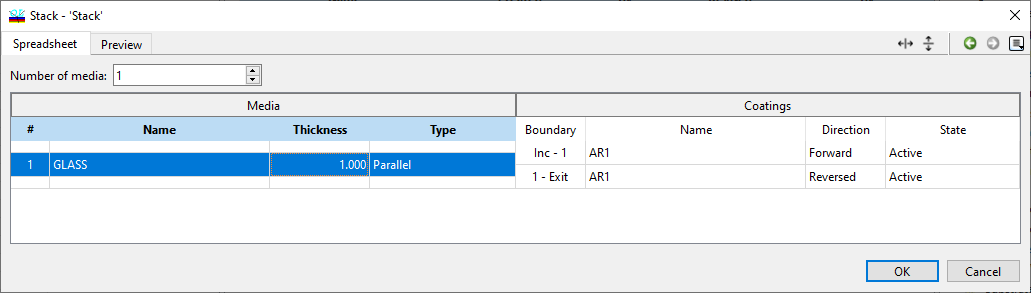 Stack - 'Stack'
Spreadsheet Preview
Number of media: 1
Media Coatings
# Name Thickness Type Boundary Name Direction State
Inc - 1 AR1 Forward Active
1 GLASS 1.000 Parallel
1 - Exit AR1 Reversed Active
OK Cancel